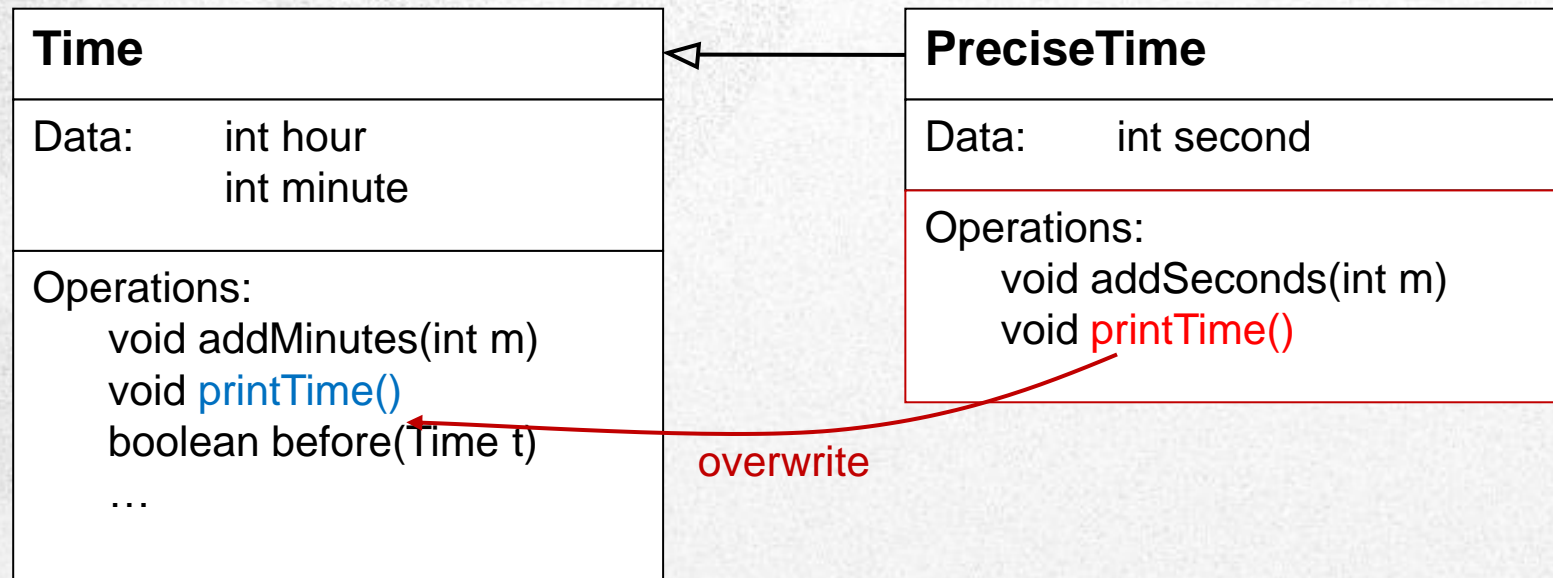 Time
Data: int hour
int minute
Operations:
void addMinutes(int m)
void printTime()
boolean before(Time t)
…
PreciseTime
Data: int second
Operations:
void addSeconds(int m)
void printTime()
overwrite